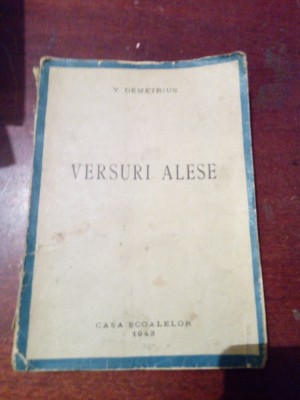 V. DEMETRIUS
VERSURI ALESE
CASA ȘCOALELOR
1943